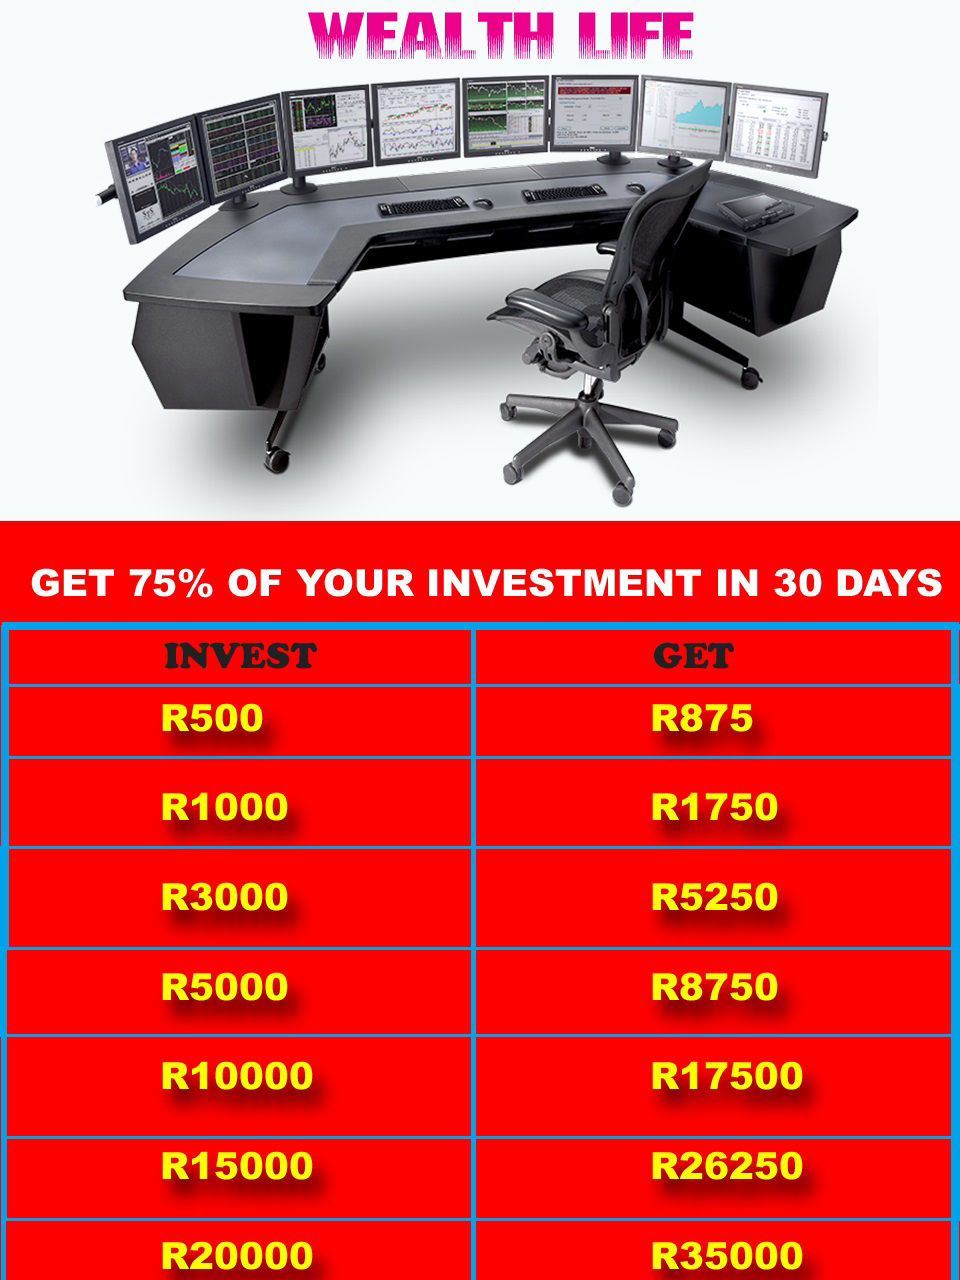 WEALTH LIFE
GET 75% OF YOUR INVESTMENT IN 30 DAYS
INVEST GET
R500 R875
R1000 R1750
R3000 R5250
R5000 R8750
R10000 R17500
R15000 R26250
R20000 R35000